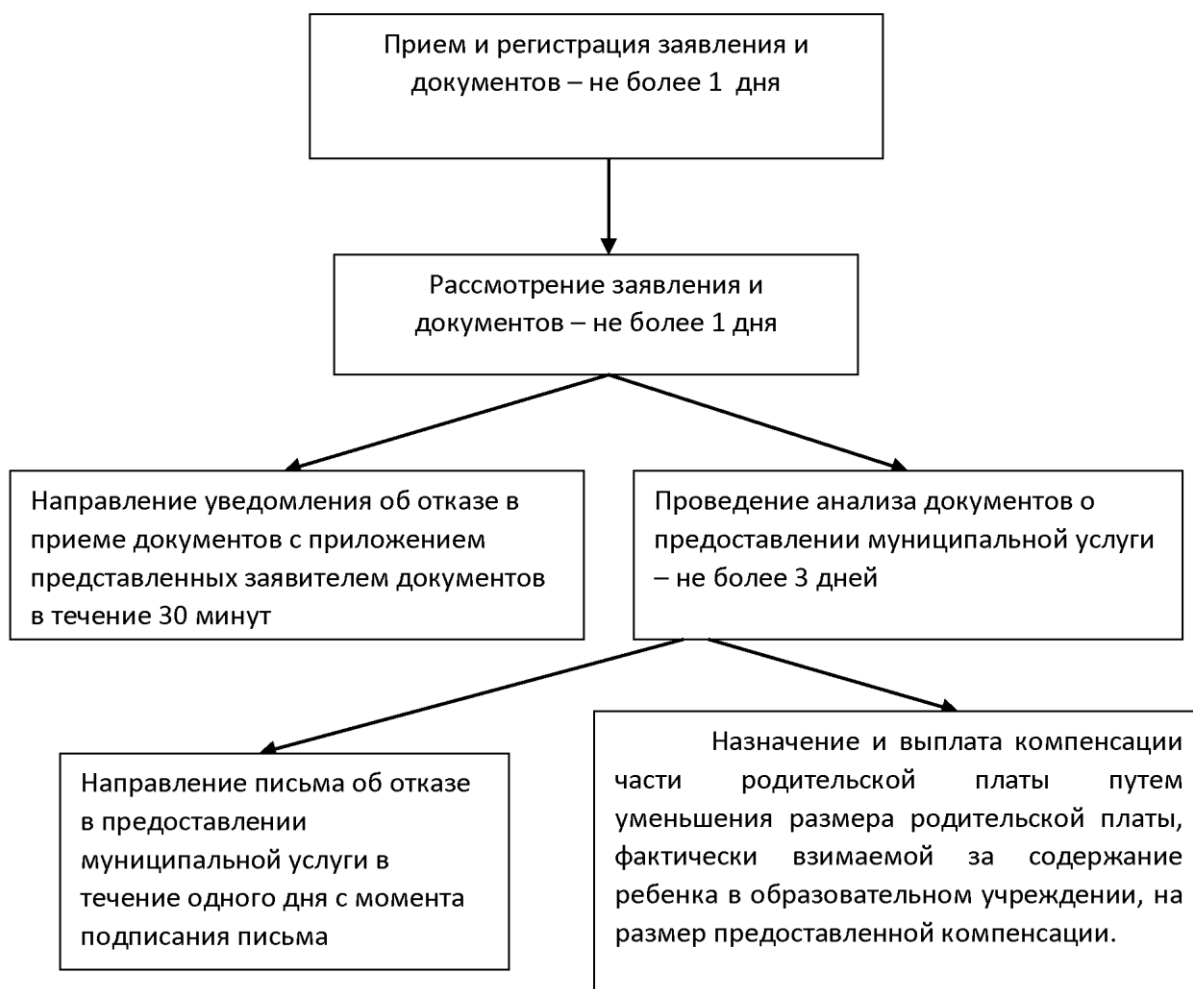 Прием и регистрация заявления и
документов – не более 1 дня
Рассмотрение заявления и
документов – не более 1 дня
Направление уведомления об отказе в
приеме документов с приложением
представленных заявителем документов
в течение 30 минут
Проведение анализа документов о
предоставлении муниципальной услуги
– не более 3 дней
Направление письма об отказе
в предоставлении
муниципальной услуги в
течение одного дня с момента
подписания письма
Назначение и выплата компенсации
части родительской платы путем
уменьшения размера родительской платы,
фактически взимаемой за содержание
ребенка в образовательном учреждении, на
размер предоставленной компенсации.